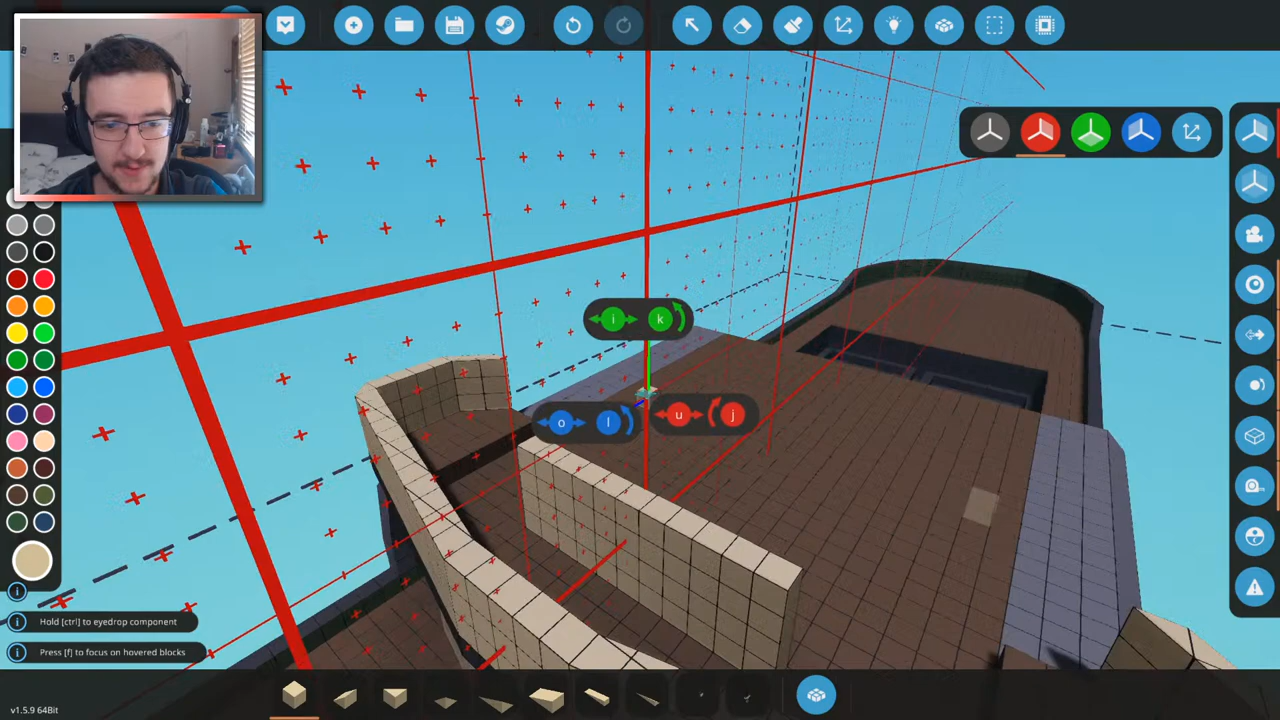 i k
o l
u j
Hold [ctrl] to eyedrop component
Press [f] to focus on hovered blocks
v1.5.9 64Bit